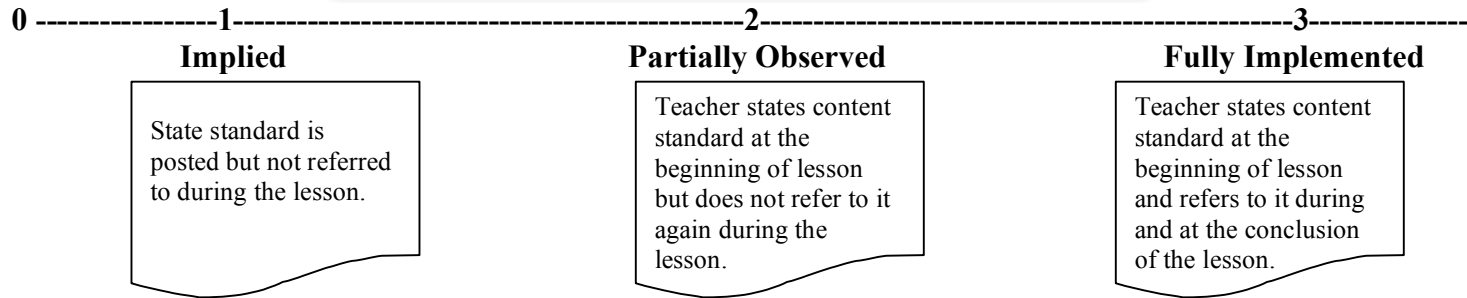 0 -----------------1---------------------------------------------------2-----------------------------------------------------3----------------
Implied
Partially Observed
Fully Implemented
State standard is
posted but not referred
to during the lesson.
Teacher states content
standard at the
beginning of lesson
but does not refer to it
again during the
lesson.
Teacher states content
standard at the
beginning of lesson
and refers to it during
and at the conclusion
of the lesson.